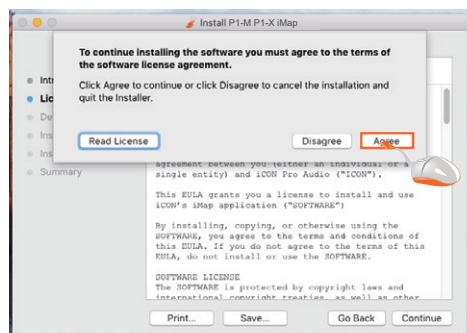 Install P1-M P1-X iMap
To continue installing the software you must agree to the terms of
the software license agreement.
Click Agree to continue or click Disagree to cancel the installation and
quit the Installer.
Read License
Disagree
Agree
Int
Lic
De
Ins
Ins
Summary
agreement between you (either an individual or a
single entity) and iCON Pro Audio ("ICON").
This EULA grants you a license to install and use
iCON's iMap application ("SOFTWARE")
By installing, copying, or otherwise using the
SOFTWARE, you agree to the terms and conditions of
this EULA. If you do not agree to the terms of this
EULA, do not install or use the SOFTWARE.
SOFTWARE LICENSE
The SOFTWARE is protected by copyright laws and
international copyright treaties, as well as other
Print...
Save...
Go Back
Continue